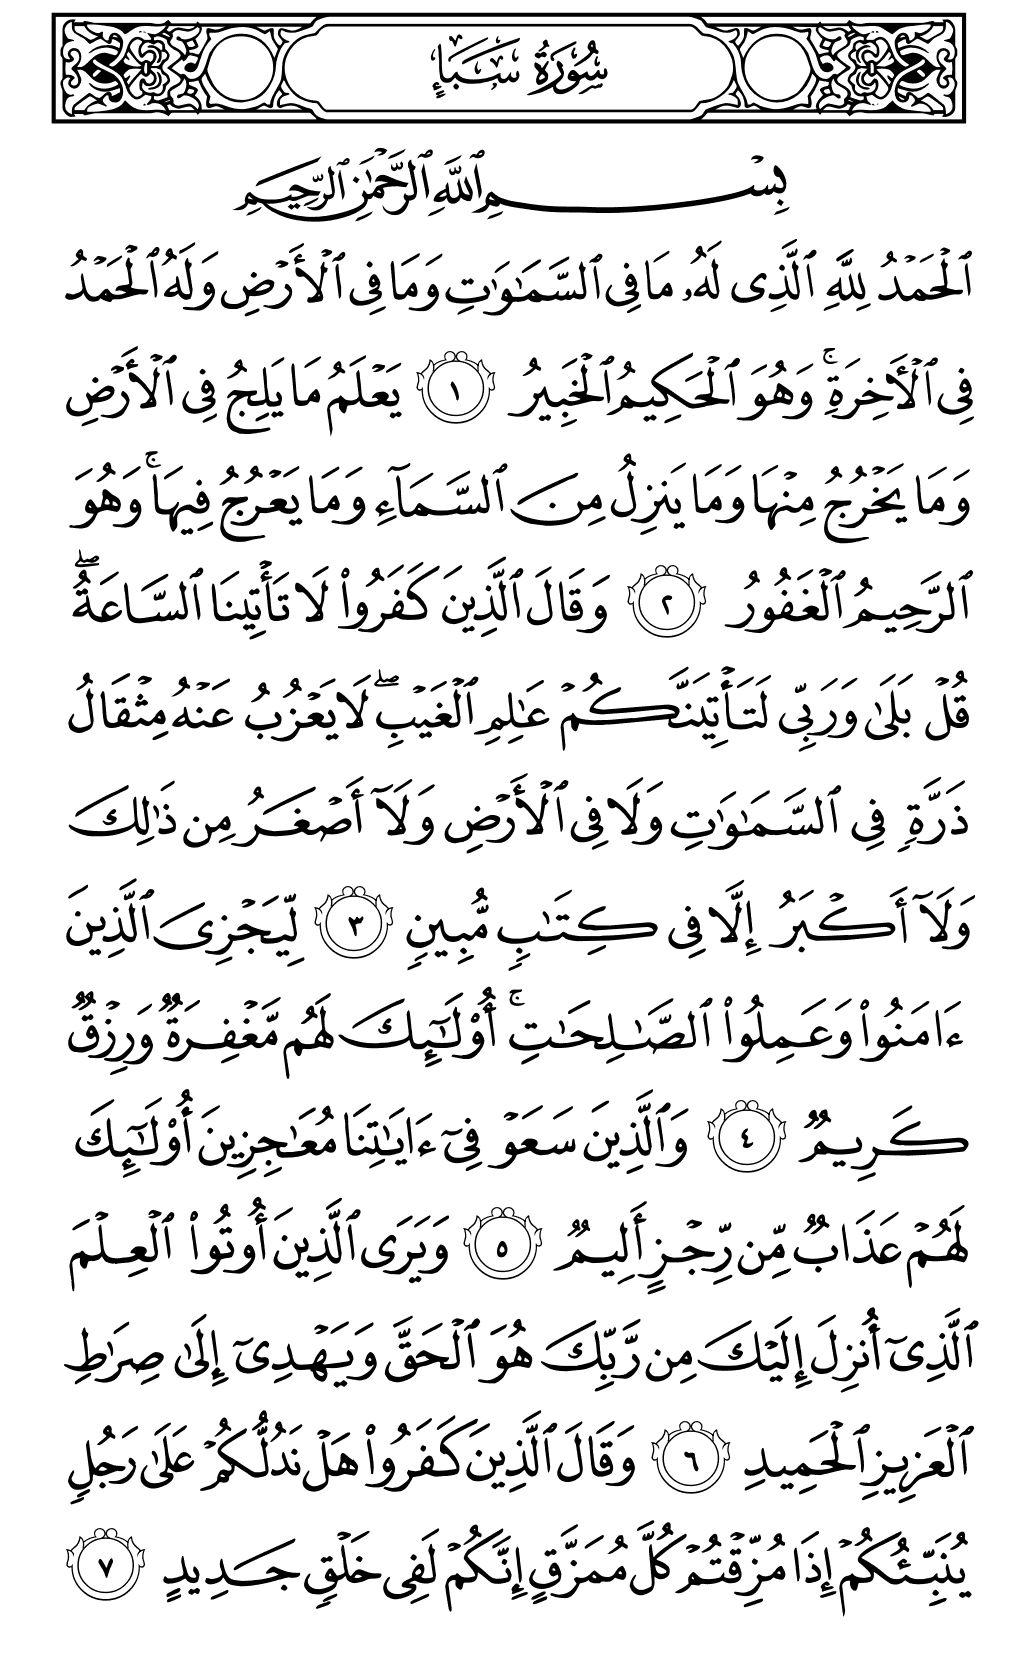 سُورَةُ سَبَإٍ
بِسْمِ ٱللَّهِ ٱلرَّحْمَٰنِ ٱلرَّحِيمِ
ٱلْحَمْدُ لِلَّهِ ٱلَّذِى لَهُۥ مَا فِى ٱلسَّمَٰوَٰتِ وَمَا فِى ٱلْأَرْضِ وَلَهُ ٱلْحَمْدُ
فِى ٱلْأَخِرَةِ ۚ وَهُوَ ٱلْحَكِيمُ ٱلْخَبِيرُ ١ يَعْلَمُ مَا يَلِجُ فِى ٱلْأَرْضِ
وَمَا يَخْرُجُ مِنْهَا وَمَا يَنزِلُ مِنَ ٱلسَّمَآءِ وَمَا يَعْرُجُ فِيهَا ۚ وَهُوَ
ٱلرَّحِيمُ ٱلْغَفُورُ ٢ وَقَالَ ٱلَّذِينَ كَفَرُوا۟ لَا تَأْتِينَا ٱلسَّاعَةُ ۖ
قُلْ بَلَىٰ وَرَبِّى لَتَأْتِيَنَّكُمْ عَٰلِمِ ٱلْغَيْبِ ۖ لَا يَعْزُبُ عَنْهُ مِثْقَالُ
ذَرَّةٍ فِى ٱلسَّمَٰوَٰتِ وَلَا فِى ٱلْأَرْضِ وَلَآ أَصْغَرُ مِن ذَٰلِكَ
وَلَآ أَكْبَرُ إِلَّا فِى كِتَٰبٍ مُّبِينٍ ٣ لِّيَجْزِىَ ٱلَّذِينَ
ءَامَنُوا۟ وَعَمِلُوا۟ ٱلصَّٰلِحَٰتِ ۚ أُو۟لَٰٓئِكَ لَهُم مَّغْفِرَةٌ وَرِزْقٌ
كَرِيمٌ ٤ وَٱلَّذِينَ سَعَوْ فِىٓ ءَايَٰتِنَا مُعَٰجِزِينَ أُو۟لَٰٓئِكَ
لَهُمْ عَذَابٌ مِّن رِّجْزٍ أَلِيمٌ ٥ وَيَرَى ٱلَّذِينَ أُوتُوا۟ ٱلْعِلْمَ
ٱلَّذِىٓ أُنزِلَ إِلَيْكَ مِن رَّبِّكَ هُوَ ٱلْحَقَّ وَيَهْدِىٓ إِلَىٰ صِرَٰطِ
ٱلْعَزِيزِ ٱلْحَمِيدِ ٦ وَقَالَ ٱلَّذِينَ كَفَرُوا۟ هَلْ نَدُلُّكُمْ عَلَىٰ رَجُلٍ
يُنَبِّئُكُمْ إِذَا مُزِّقْتُمْ كُلَّ مُمَزَّقٍ إِنَّكُمْ لَفِى خَلْقٍ جَدِيدٍ ٧